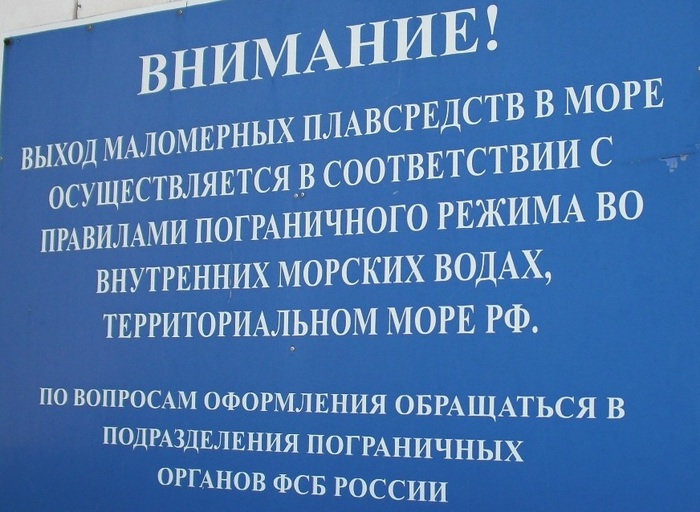 ВНИМАНИЕ!
ВЫХОД МАЛОМЕРНЫХ ПЛАВСРЕДСТВ В МОРЕ
ОСУЩЕСТВЛЯЕТСЯ В СООТВЕТСТВИИ С
ПРАВИЛАМИ ПОГРАНИЧНОГО РЕЖИМА ВО
ВНУТРЕННИХ МОРСКИХ ВОДАХ,
ТЕРРИТОРИАЛЬНОМ МОРЕ РФ.
ПО ВОПРОСАМ ОФОРМЛЕНИЯ ОБРАЩАТЬСЯ В
ПОДРАЗДЕЛЕНИЯ ПОГРАНИЧНЫХ
ОРГАНОВ ФСБ РОССИИ